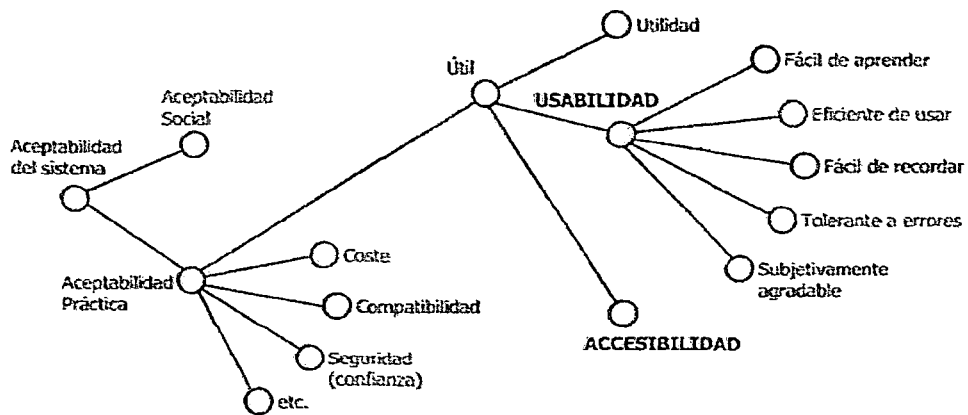 Utilidad
Útil
Fácil de aprender
USABILIDAD
Eficiente de usar
Aceptabilidad
Social
Aceptabilidad
del sistema
Fácil de recordar
Tolerante a errores
Coste
Aceptabilidad
Práctica
Subjetivamente
agradable
Compatibilidad
ACCESIBILIDAD
Seguridad
(confianza)
etc.